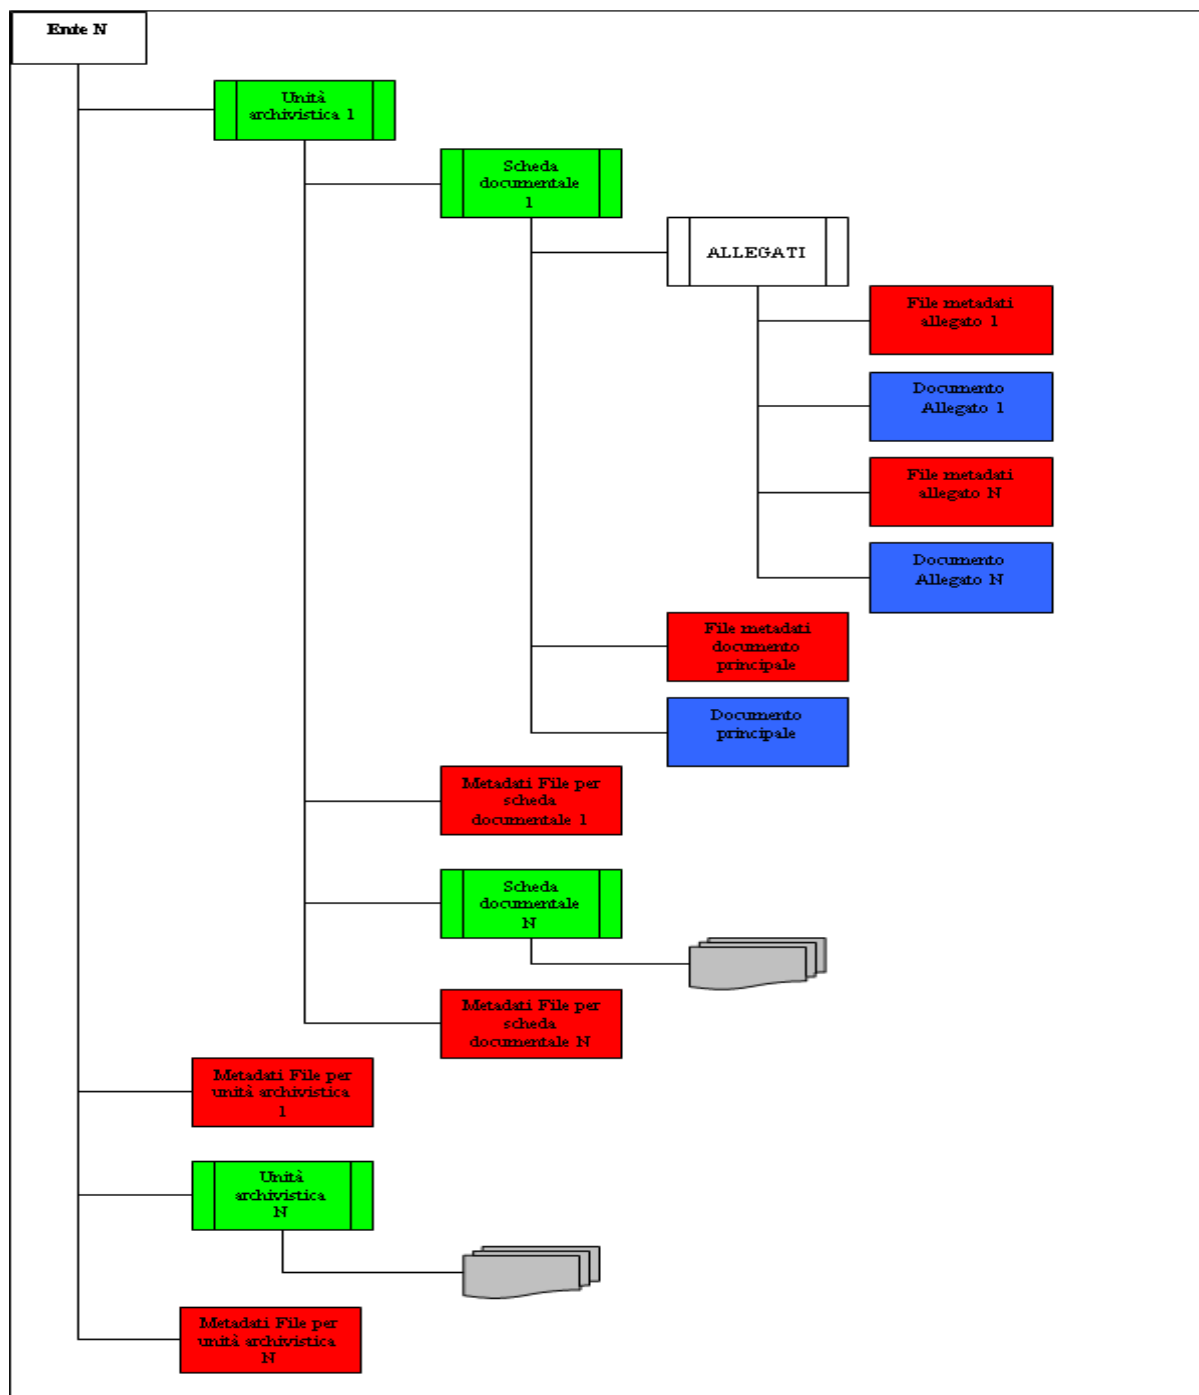 Ente N
Unità
archivistica 1
Scheda
documentale
1
ALLEGATI
File metadati
allegato 1
Documento
Allegato 1
File metadati
allegato N
Documento
Allegato N
File metadati
documento
principale
Documento
principale
Metadati File per
scheda
documentale 1
Scheda
documentale
N
Metadati File per
scheda
documentale N
Metadati File per
unità archivistica
1
Unità
archivistica
N
Metadati File per
unità archivistica
N